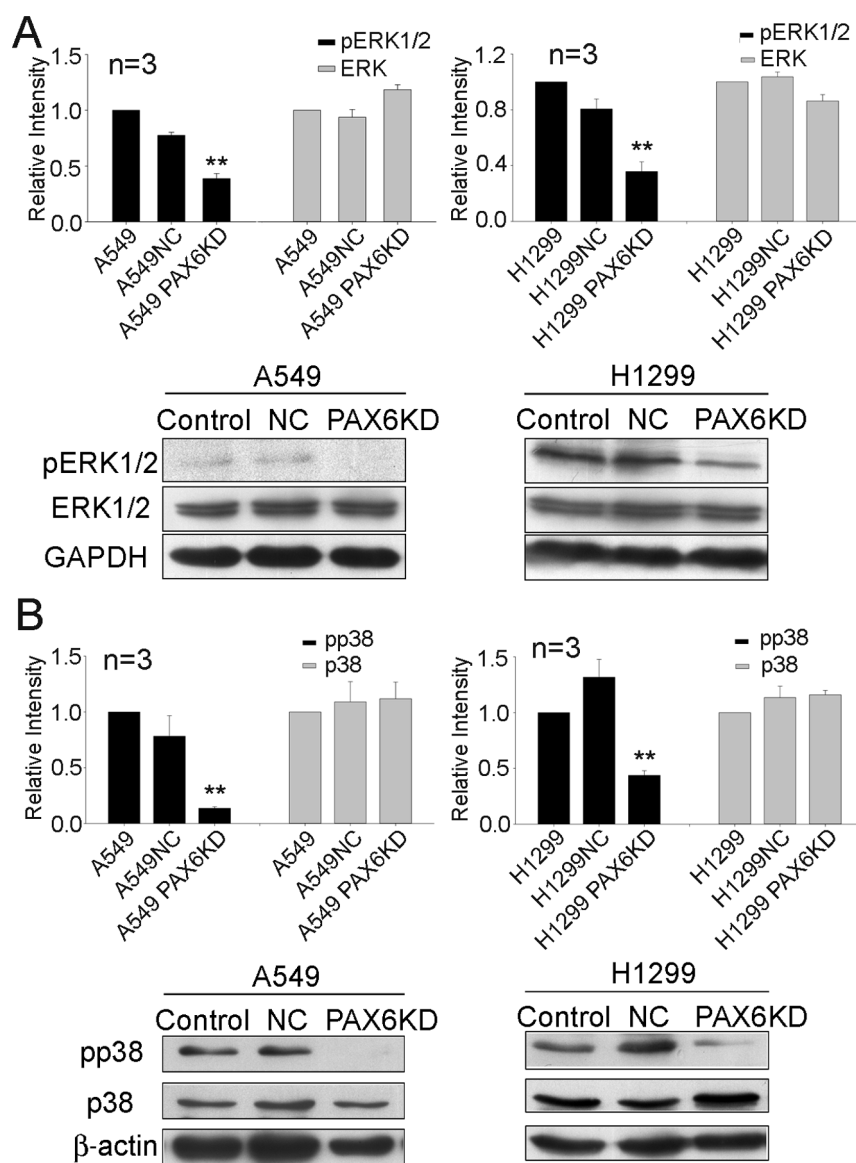 A
n=3
pERK1/2
ERK
Relative Intensity
1.5
1.0
0.5
0.0
A549
A549NC
A549 PAX6KD
A549
A549NC
A549 PAX6KD
n=3
pERK1/2
ERK
Relative Intensity
1.2
0.8
0.4
0.0
H1299
H1299NC
H1299 PAX6KD
H1299
H1299NC
H1299 PAX6KD
**
**
A549
Control NC PAX6KD
H1299
Control NC PAX6KD
pERK1/2
ERK1/2
GAPDH
B
n=3
pp38
p38
Relative Intensity
1.5
1.0
0.5
0.0
**
A549
A549NC
A549 PAX6KD
A549
A549NC
A549 PAX6KD
n=3
pp38
p38
Relative Intensity
1.5
1.0
0.5
0.0
**
H1299
H1299NC
H1299 PAX6KD
H1299
H1299NC
H1299 PAX6KD
A549
Control NC PAX6KD
H1299
Control NC PAX6KD
pp38
p38
β-actin